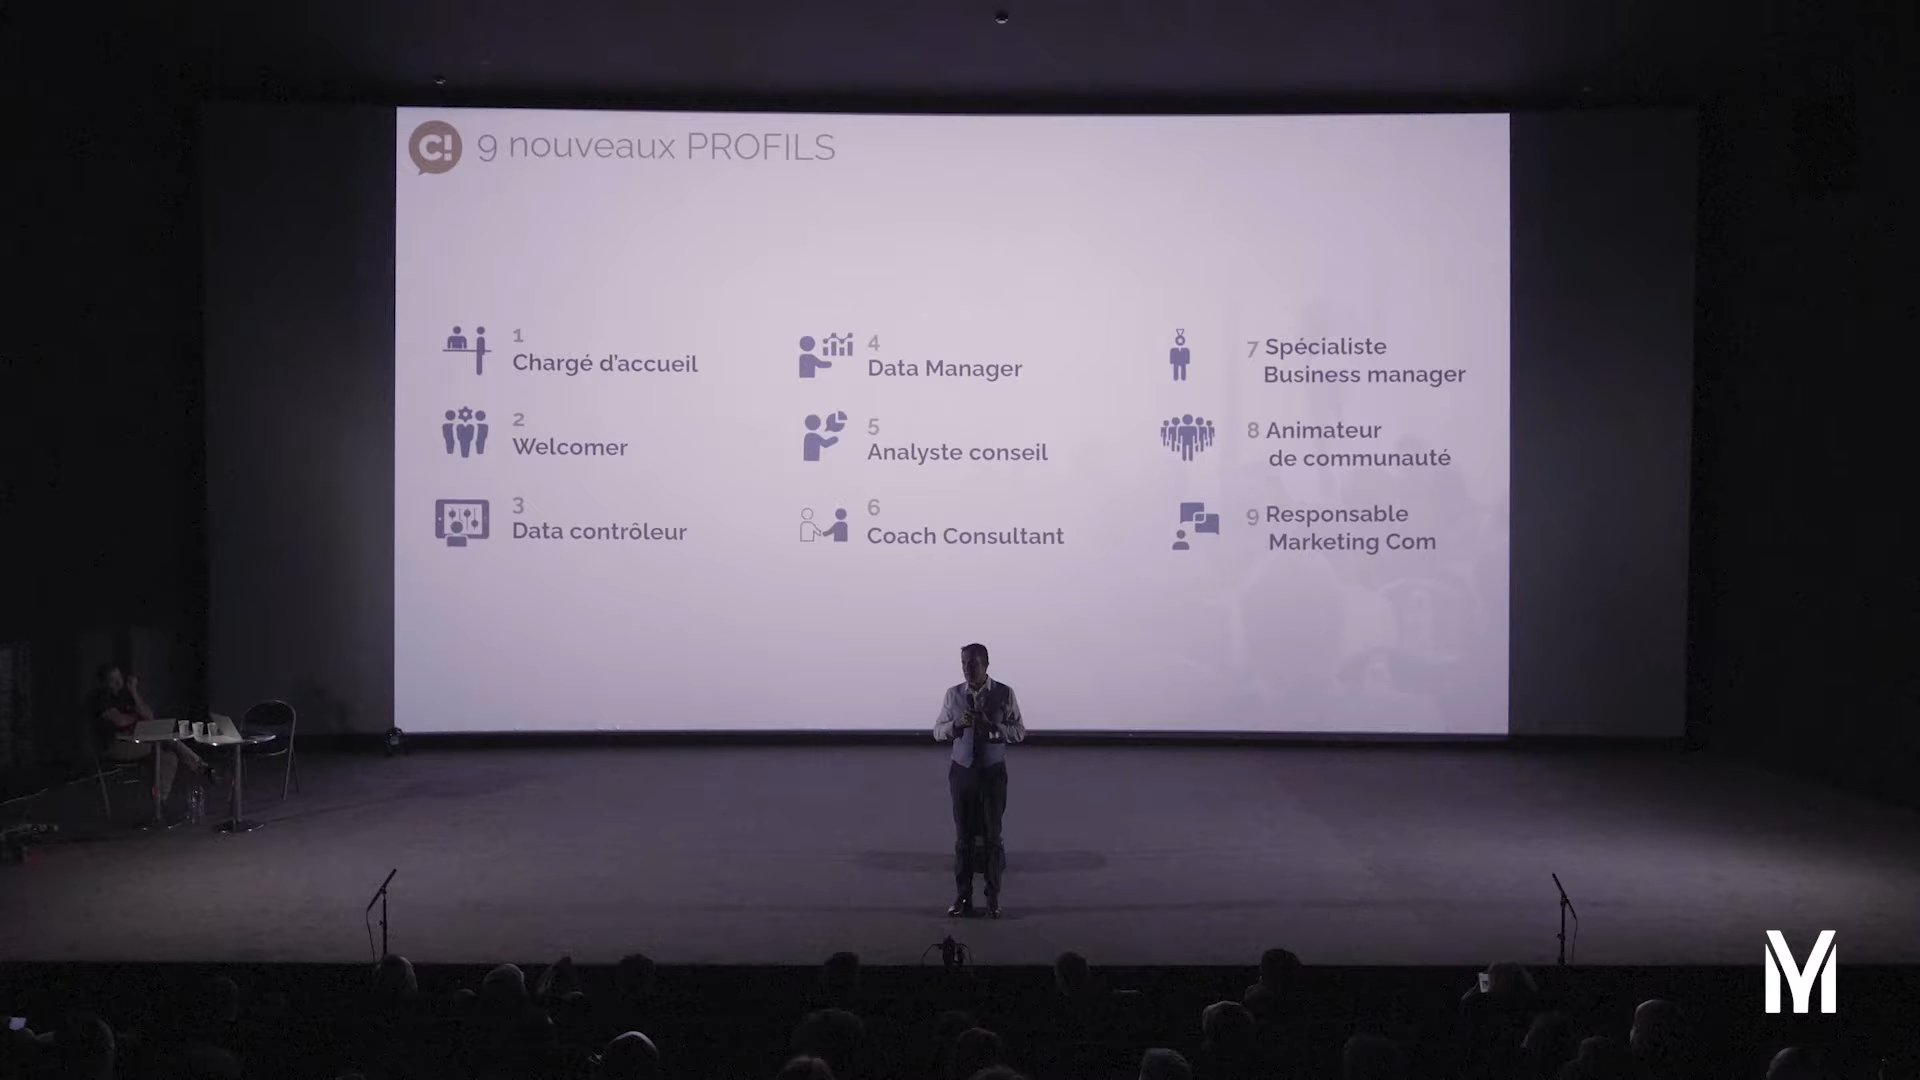 C! 9 nouveaux PROFILS
1
Chargé d'accueil
2
Welcomer
3
Data contrôleur
4
Data Manager
5
Analyste conseil
6
Coach Consultant
7 Spécialiste
Business manager
8 Animateur
de communauté
9 Responsable
Marketing Com